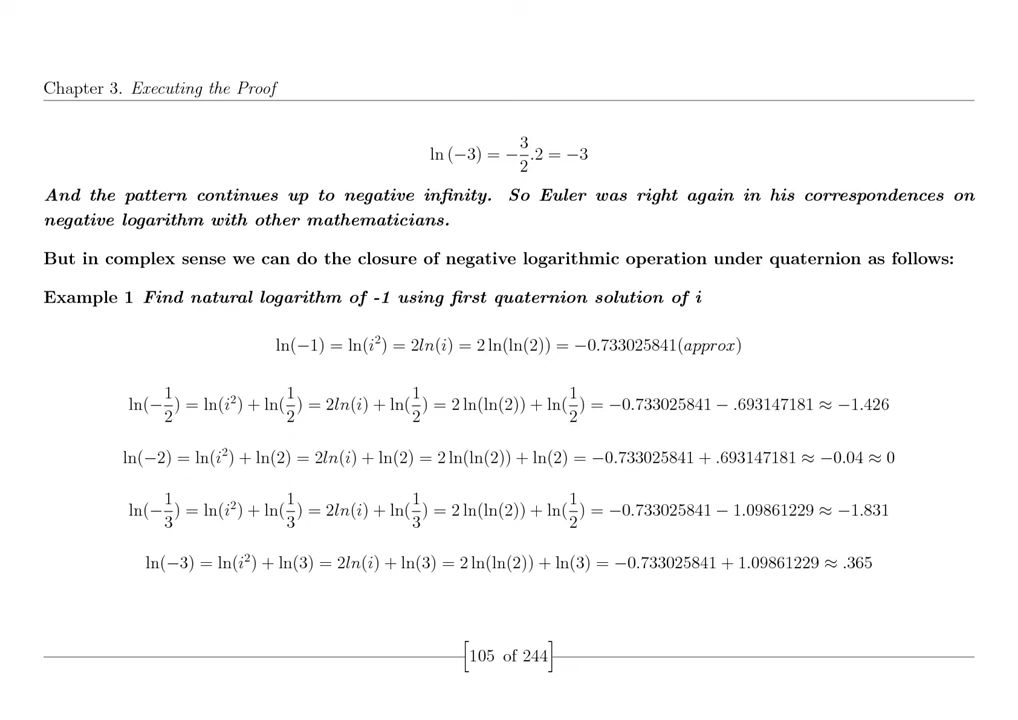 Chapter 3. Executing the Proof
ln (−3) = −3/2.2 = −3
And the pattern continues up to negative infinity. So Euler was right again in his correspondences on
negative logarithm with other mathematicians.
But in complex sense we can do the closure of negative logarithmic operation under quaternion as follows:
Example 1 Find natural logarithm of -1 using first quaternion solution of i
ln(−1) = ln(i²) = 2ln(i) = 2 ln(ln(2)) = −0.733025841(approx)
ln(−1/2) = ln(i²) + ln(1/2) = 2ln(i) + ln(1/2) = 2 ln(ln(2)) + ln(1/2) = −0.733025841 − .693147181 ≈ −1.426
ln(−2) = ln(i²) + ln(2) = 2ln(i) + ln(2) = 2 ln(ln(2)) + ln(2) = −0.733025841 + .693147181 ≈ −0.04 ≈ 0
ln(−1/3) = ln(i²) + ln(1/3) = 2ln(i) + ln(1/3) = 2 ln(ln(2)) + ln(1/2) = −0.733025841 − 1.09861229 ≈ −1.831
ln(−3) = ln(i²) + ln(3) = 2ln(i) + ln(3) = 2 ln(ln(2)) + ln(3) = −0.733025841 + 1.09861229 ≈ .365
[105 of 244]